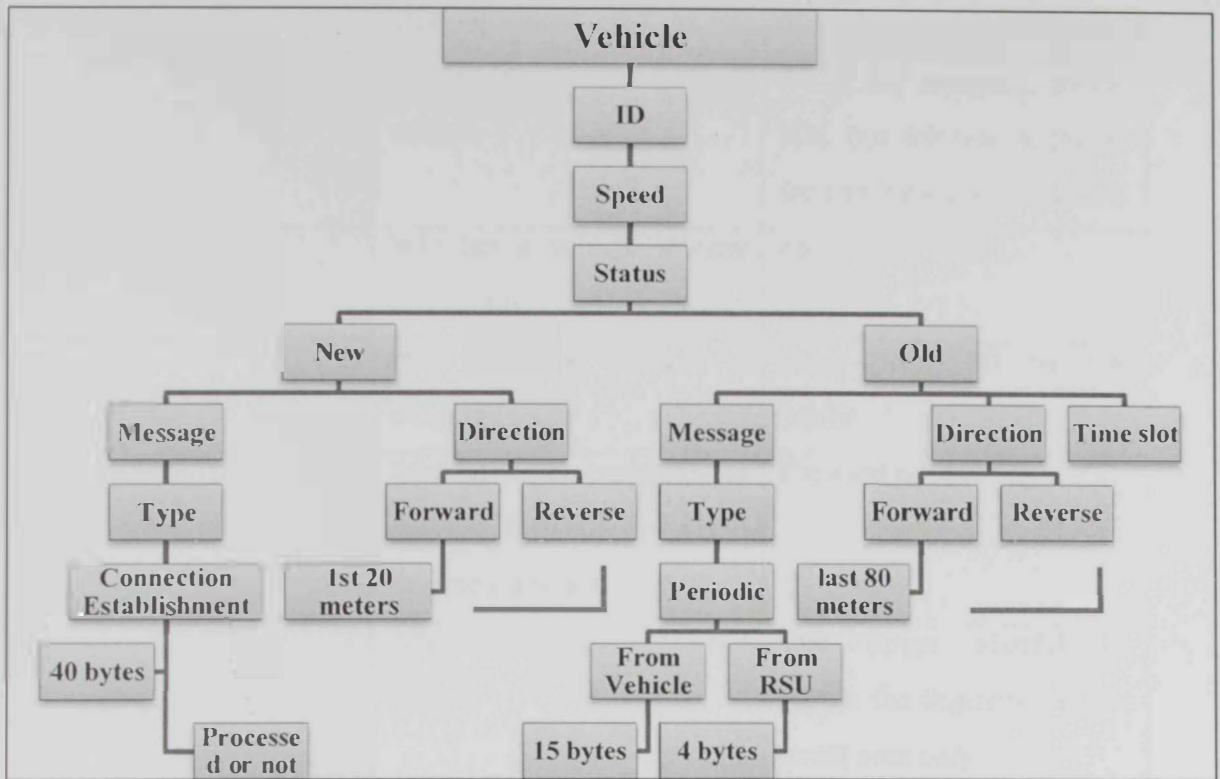 Vehicle
ID
Speed
Status
New
Old
Message
Direction
Message
Direction
Time slot
Type
Forward
Reverse
Type
Forward
Reverse
Connection
Establishment
1st 20
meters
Periodic
last 80
meters
40 bytes
From
Vehicle
From
RSU
Processe
d or not
15 bytes
4 bytes